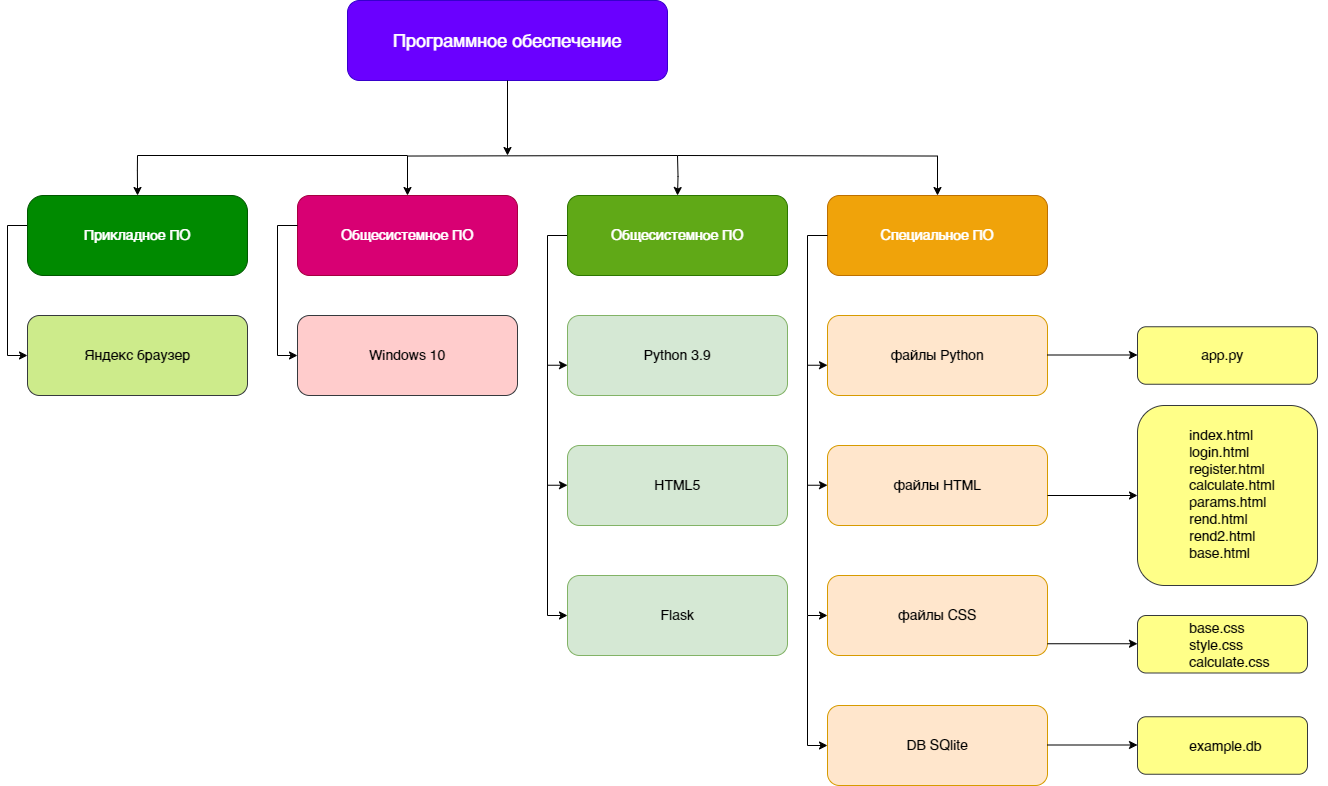 Программное обеспечение
Прикладное ПО
Общесистемное ПО
Общесистемное ПО
Специальное ПО
Яндекс браузер
Windows 10
Python 3.9
файлы Python
app.py
HTML5
файлы HTML
index.html
login.html
register.html
calculate.html
params.html
rend.html
rend2.html
base.html
Flask
файлы CSS
base.css
style.css
calculate.css
DB SQlite
example.db